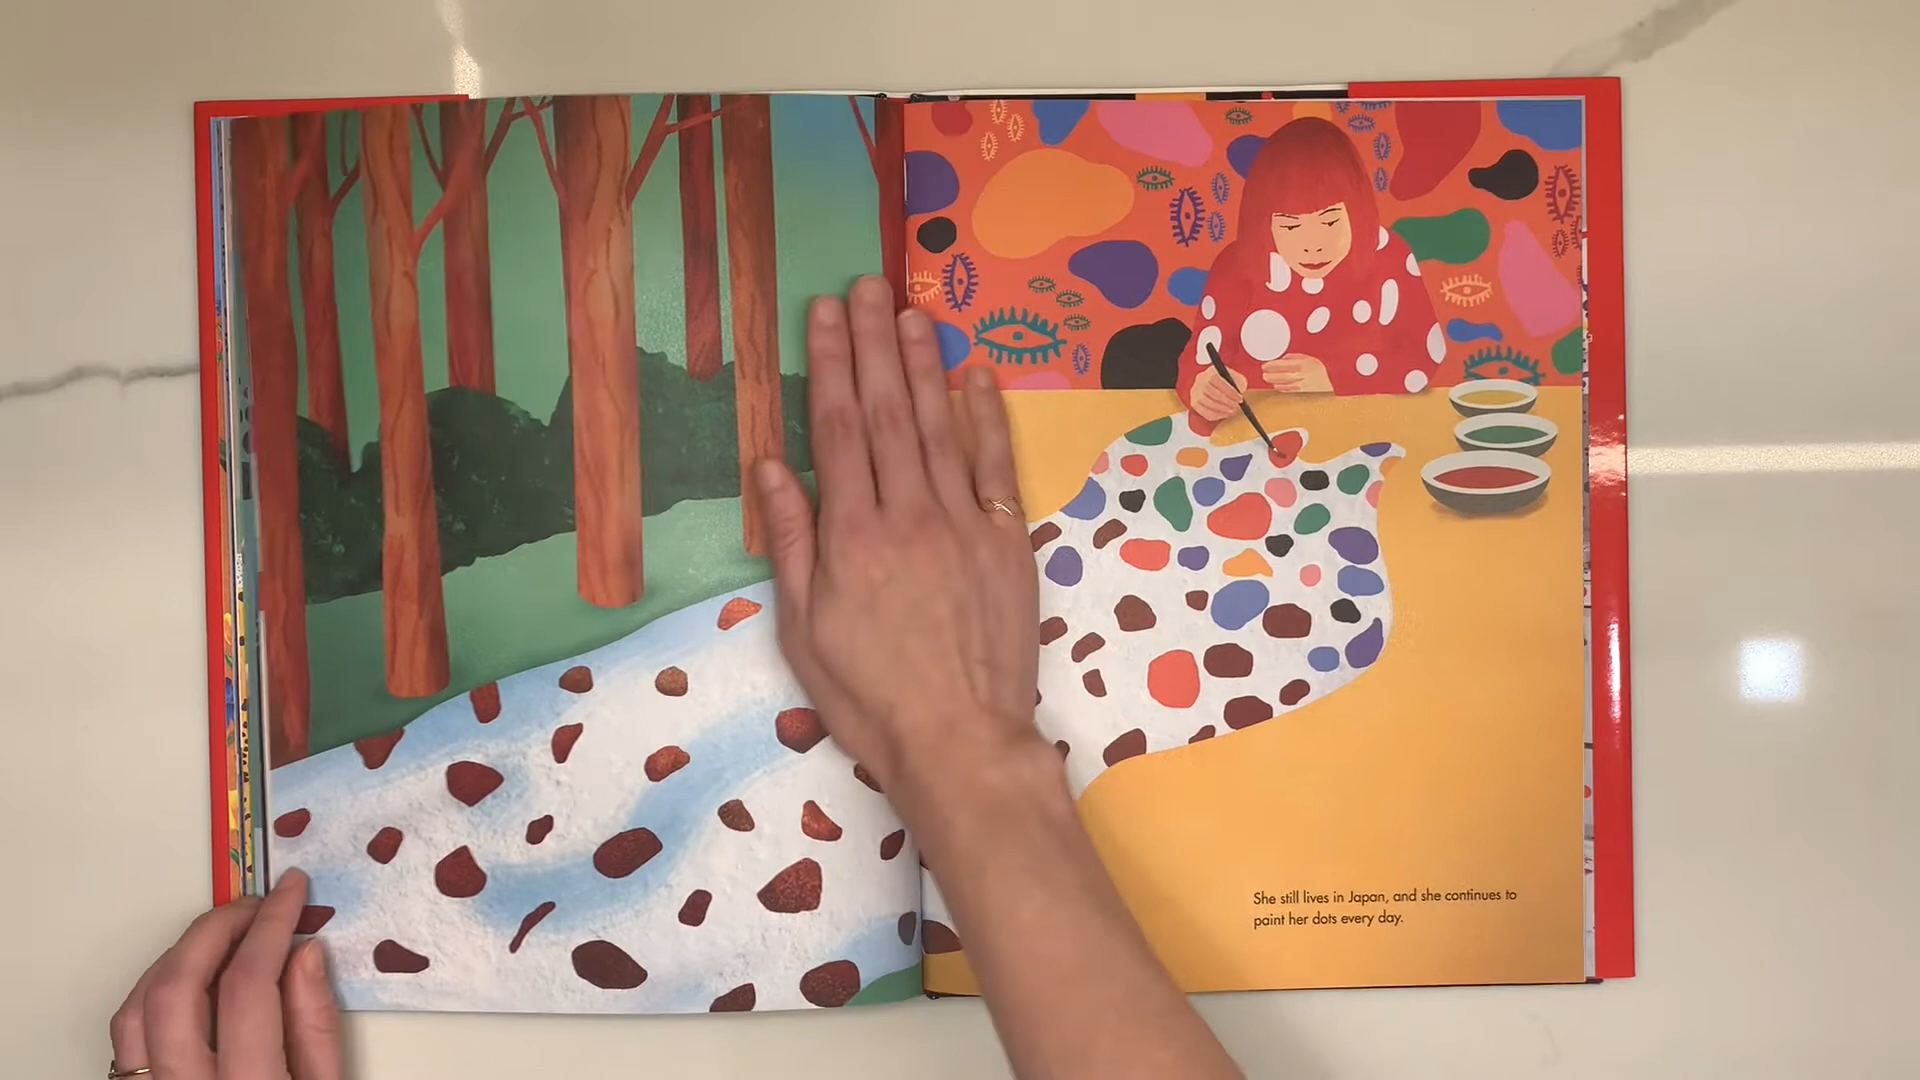 She still lives in Japan, and she continues to
paint her dots every day.